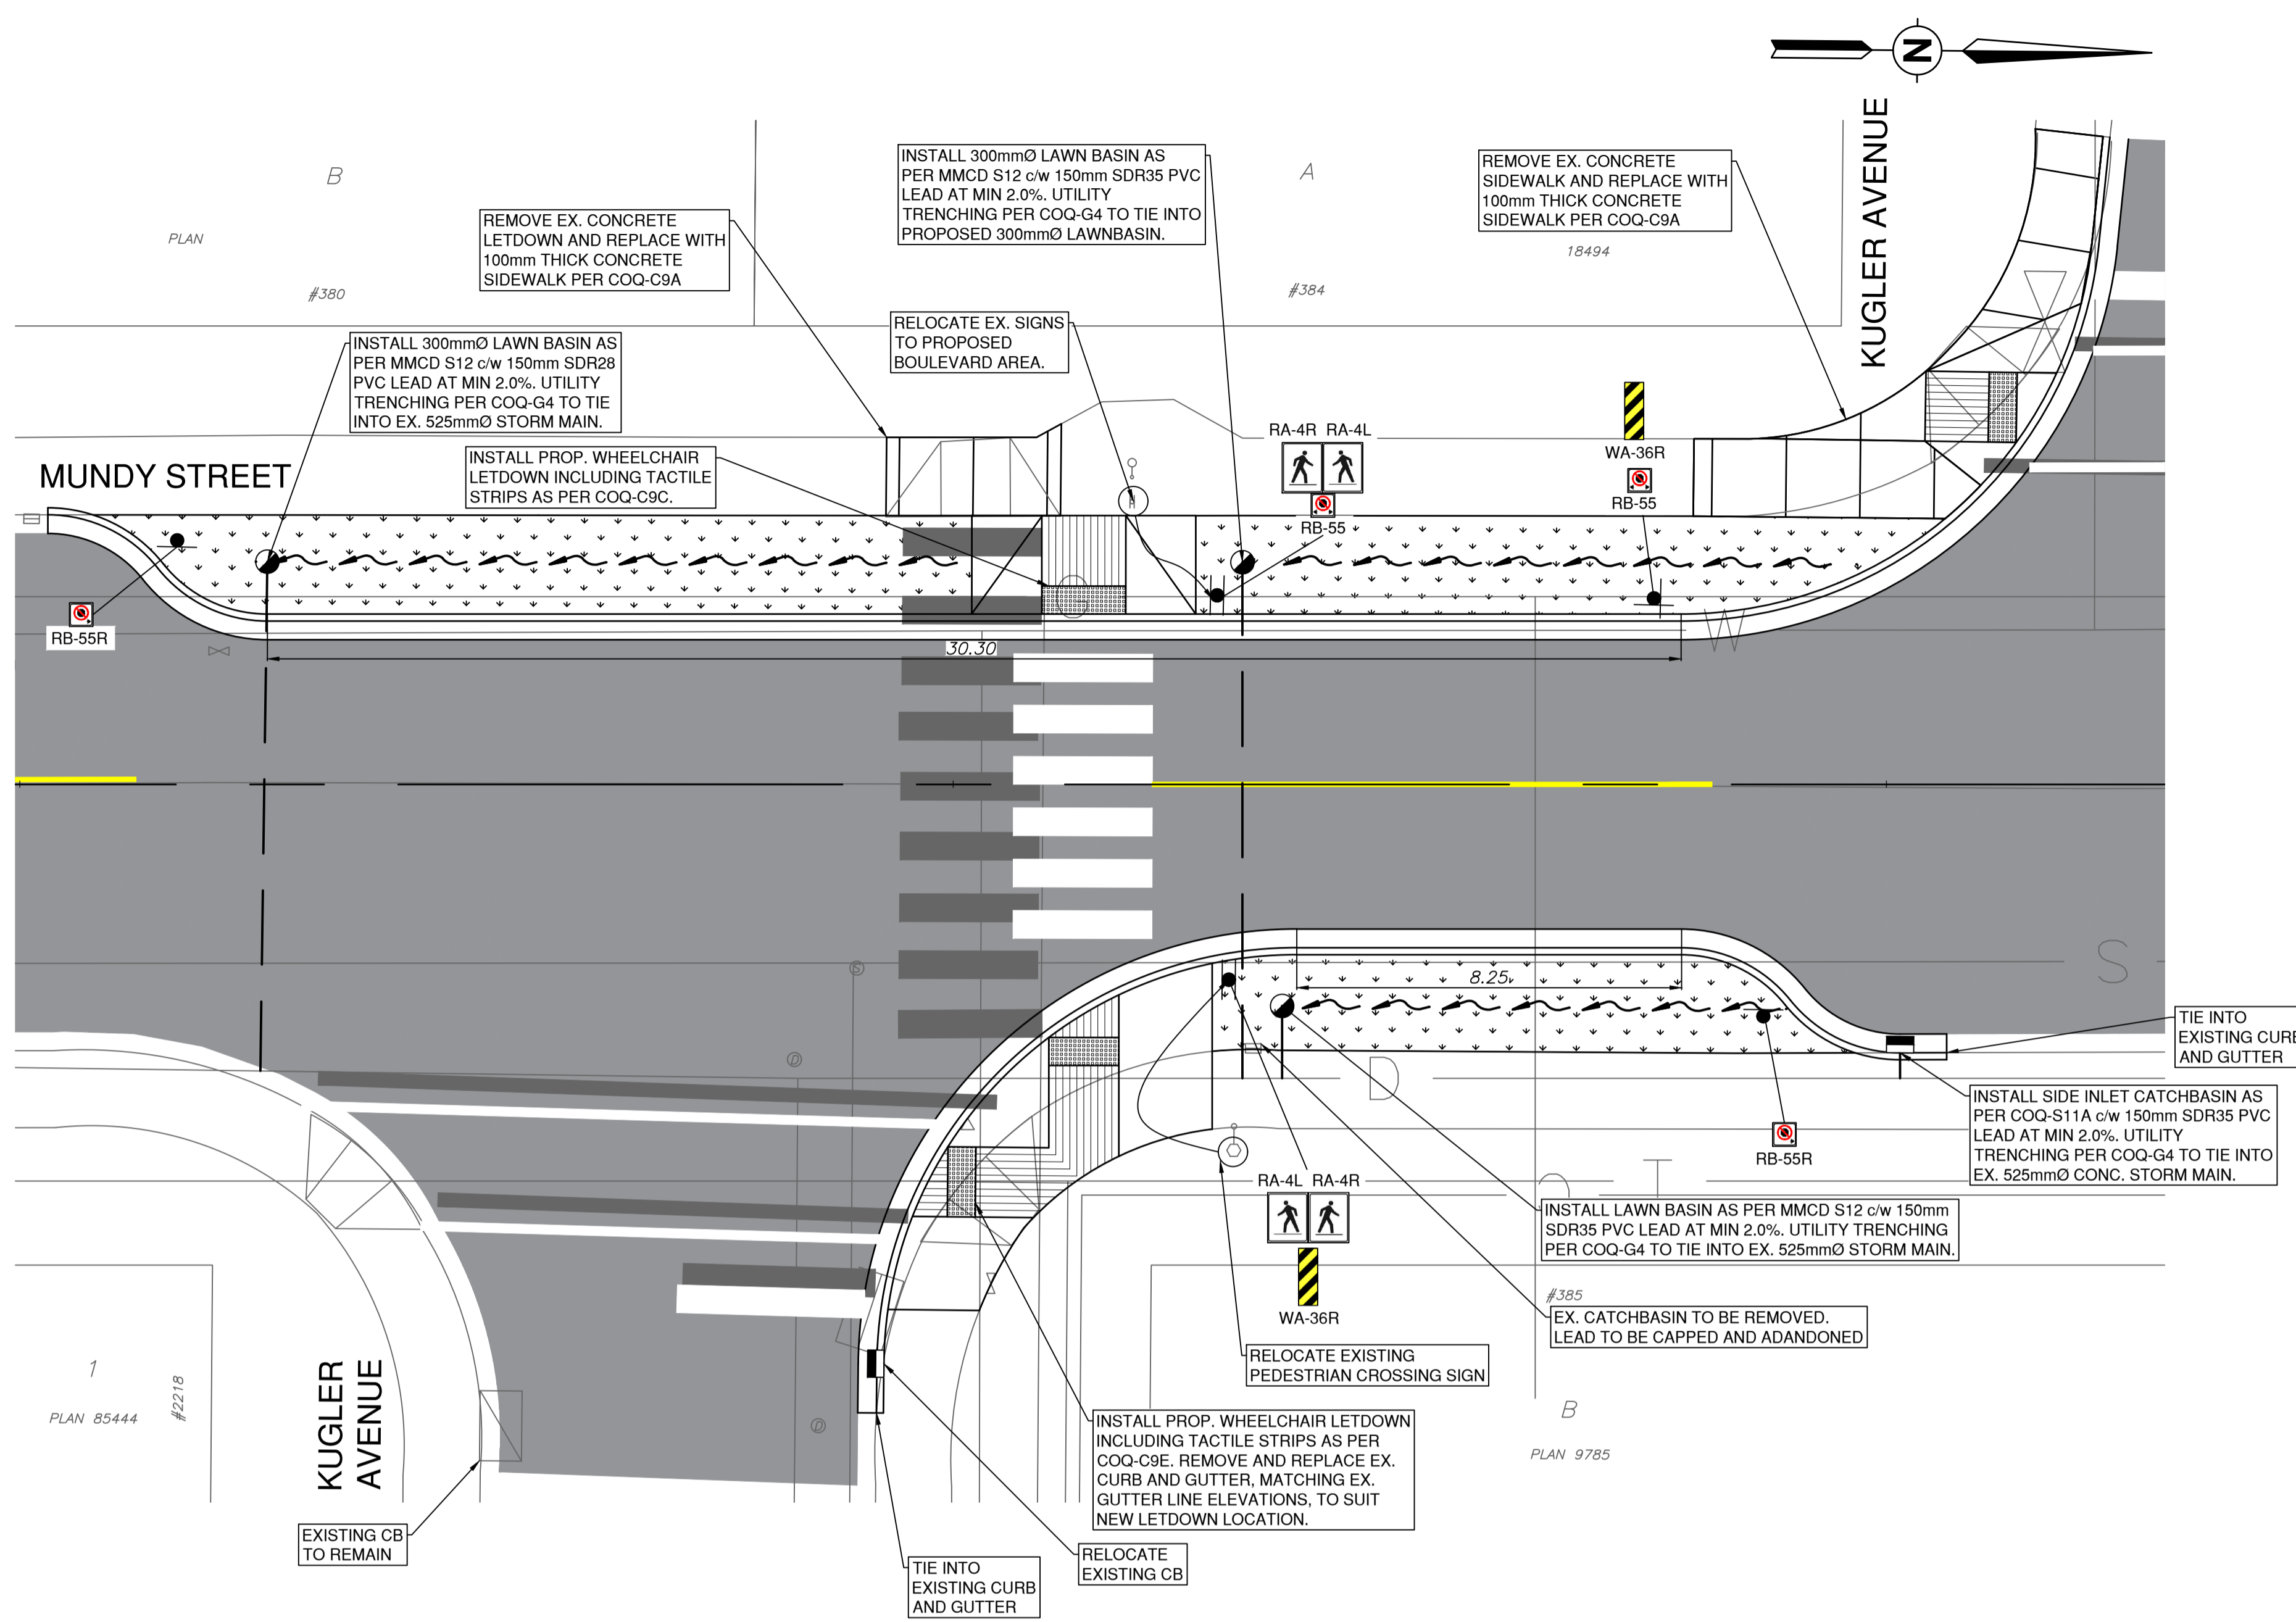 N
KUGLER AVENUE
B
PLAN
#380
A
18494
#384
REMOVE EX. CONCRETE
LETDOWN AND REPLACE WITH
100mm THICK CONCRETE
SIDEWALK PER COQ-C9A
INSTALL 300mmØ LAWN BASIN AS
PER MMCD S12 c/w 150mm SDR35 PVC
LEAD AT MIN 2.0%. UTILITY
TRENCHING PER COQ-G4 TO TIE INTO
PROPOSED 300mmØ LAWNBASIN.
REMOVE EX. CONCRETE
SIDEWALK AND REPLACE WITH
100mm THICK CONCRETE
SIDEWALK PER COQ-C9A
INSTALL 300mmØ LAWN BASIN AS
PER MMCD S12 c/w 150mm SDR28
PVC LEAD AT MIN 2.0%. UTILITY
TRENCHING PER COQ-G4 TO TIE
INTO EX. 525mmØ STORM MAIN.
RELOCATE EX. SIGNS
TO PROPOSED
BOULEVARD AREA.
INSTALL PROP. WHEELCHAIR
LETDOWN INCLUDING TACTILE
STRIPS AS PER COQ-C9C.
MUNDY STREET
RA-4R RA-4L
RB-55
WA-36R
RB-55
H
RB-55R
W
30.30
S
8.25
S
D
D
D
TIE INTO
EXISTING CURB
AND GUTTER
INSTALL SIDE INLET CATCHBASIN AS
PER COQ-S11A c/w 150mm SDR35 PVC
LEAD AT MIN 2.0%. UTILITY
TRENCHING PER COQ-G4 TO TIE INTO
EX. 525mmØ CONC. STORM MAIN.
RB-55R
T
RA-4L RA-4R
WA-36R
INSTALL LAWN BASIN AS PER MMCD S12 c/w 150mm
SDR35 PVC LEAD AT MIN 2.0%. UTILITY TRENCHING
PER COQ-G4 TO TIE INTO EX. 525mmØ STORM MAIN.
#385
EX. CATCHBASIN TO BE REMOVED.
LEAD TO BE CAPPED AND ADANDONED
RELOCATE EXISTING
PEDESTRIAN CROSSING SIGN
1
PLAN 85444
#2218
KUGLER
AVENUE
B
PLAN 9785
INSTALL PROP. WHEELCHAIR LETDOWN
INCLUDING TACTILE STRIPS AS PER
COQ-C9E. REMOVE AND REPLACE EX.
CURB AND GUTTER, MATCHING EX.
GUTTER LINE ELEVATIONS, TO SUIT
NEW LETDOWN LOCATION.
EXISTING CB
TO REMAIN
RELOCATE
EXISTING CB
TIE INTO
EXISTING CURB
AND GUTTER